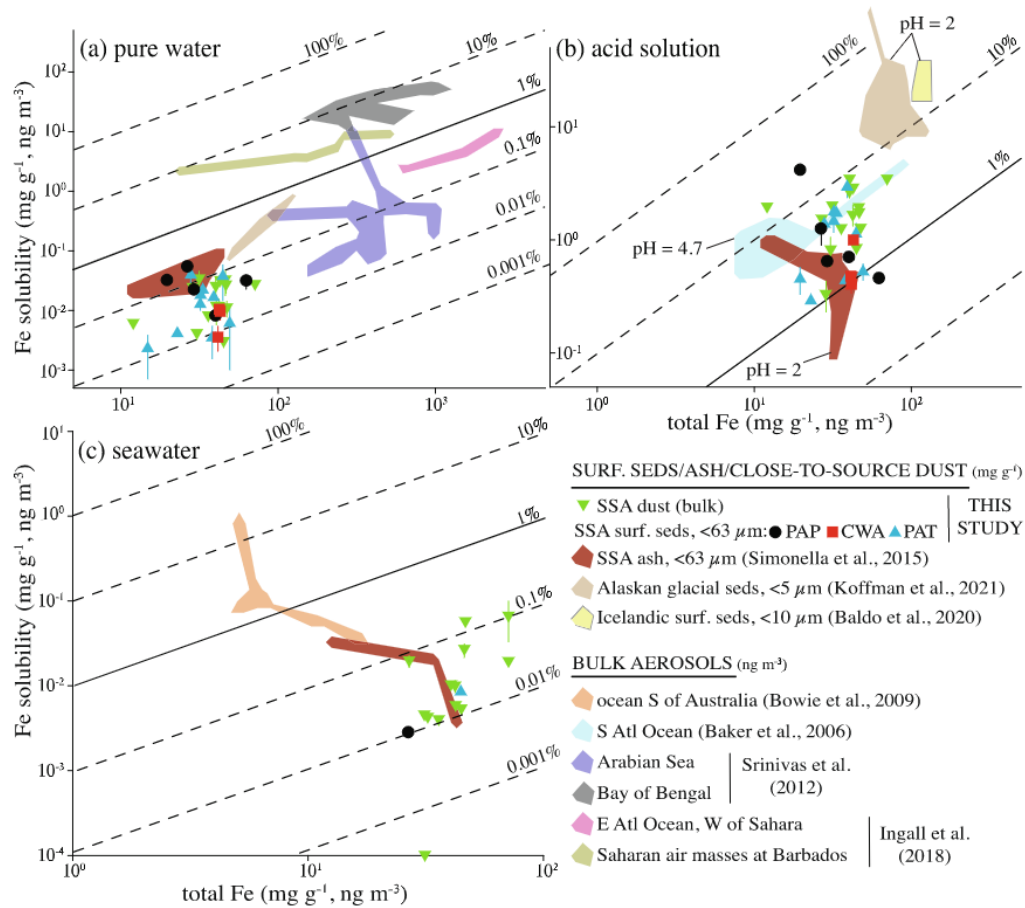 (a) pure water
100%
10%
1%
0.1%
0.01%
0.001%
Fe solubility (mg g⁻¹, ng m⁻³)
10²
10¹
10⁰
10⁻¹
10⁻²
10⁻³
10¹
10²
10³
(b) acid solution
pH = 2
100%
10%
1%
pH = 4.7
pH = 2
10¹
10⁰
10⁻¹
10⁰
10¹
10²
total Fe (mg g⁻¹, ng m⁻³)
(c) seawater
100%
10%
1%
0.1%
0.01%
0.001%
Fe solubility (mg g⁻¹, ng m⁻³)
10¹
10⁰
10⁻¹
10⁻²
10⁻³
10⁻⁴
10⁰
10¹
10²
total Fe (mg g⁻¹, ng m⁻³)
SURF. SEDS/ASH/CLOSE-TO-SOURCE DUST (mg g⁻¹)
SSA dust (bulk)
SSA surf. seds, <63 μm: PAP CWA PAT
THIS
STUDY
SSA ash, <63 μm (Simonella et al., 2015)
Alaskan glacial seds, <5 μm (Koffman et al., 2021)
Icelandic surf. seds, <10 μm (Baldo et al., 2020)
BULK AEROSOLS (ng m⁻³)
ocean S of Australia (Bowie et al., 2009)
S Atl Ocean (Baker et al., 2006)
Arabian Sea
Bay of Bengal
Srinivas et al.
(2012)
E Atl Ocean, W of Sahara
Saharan air masses at Barbados
Ingall et al.
(2018)